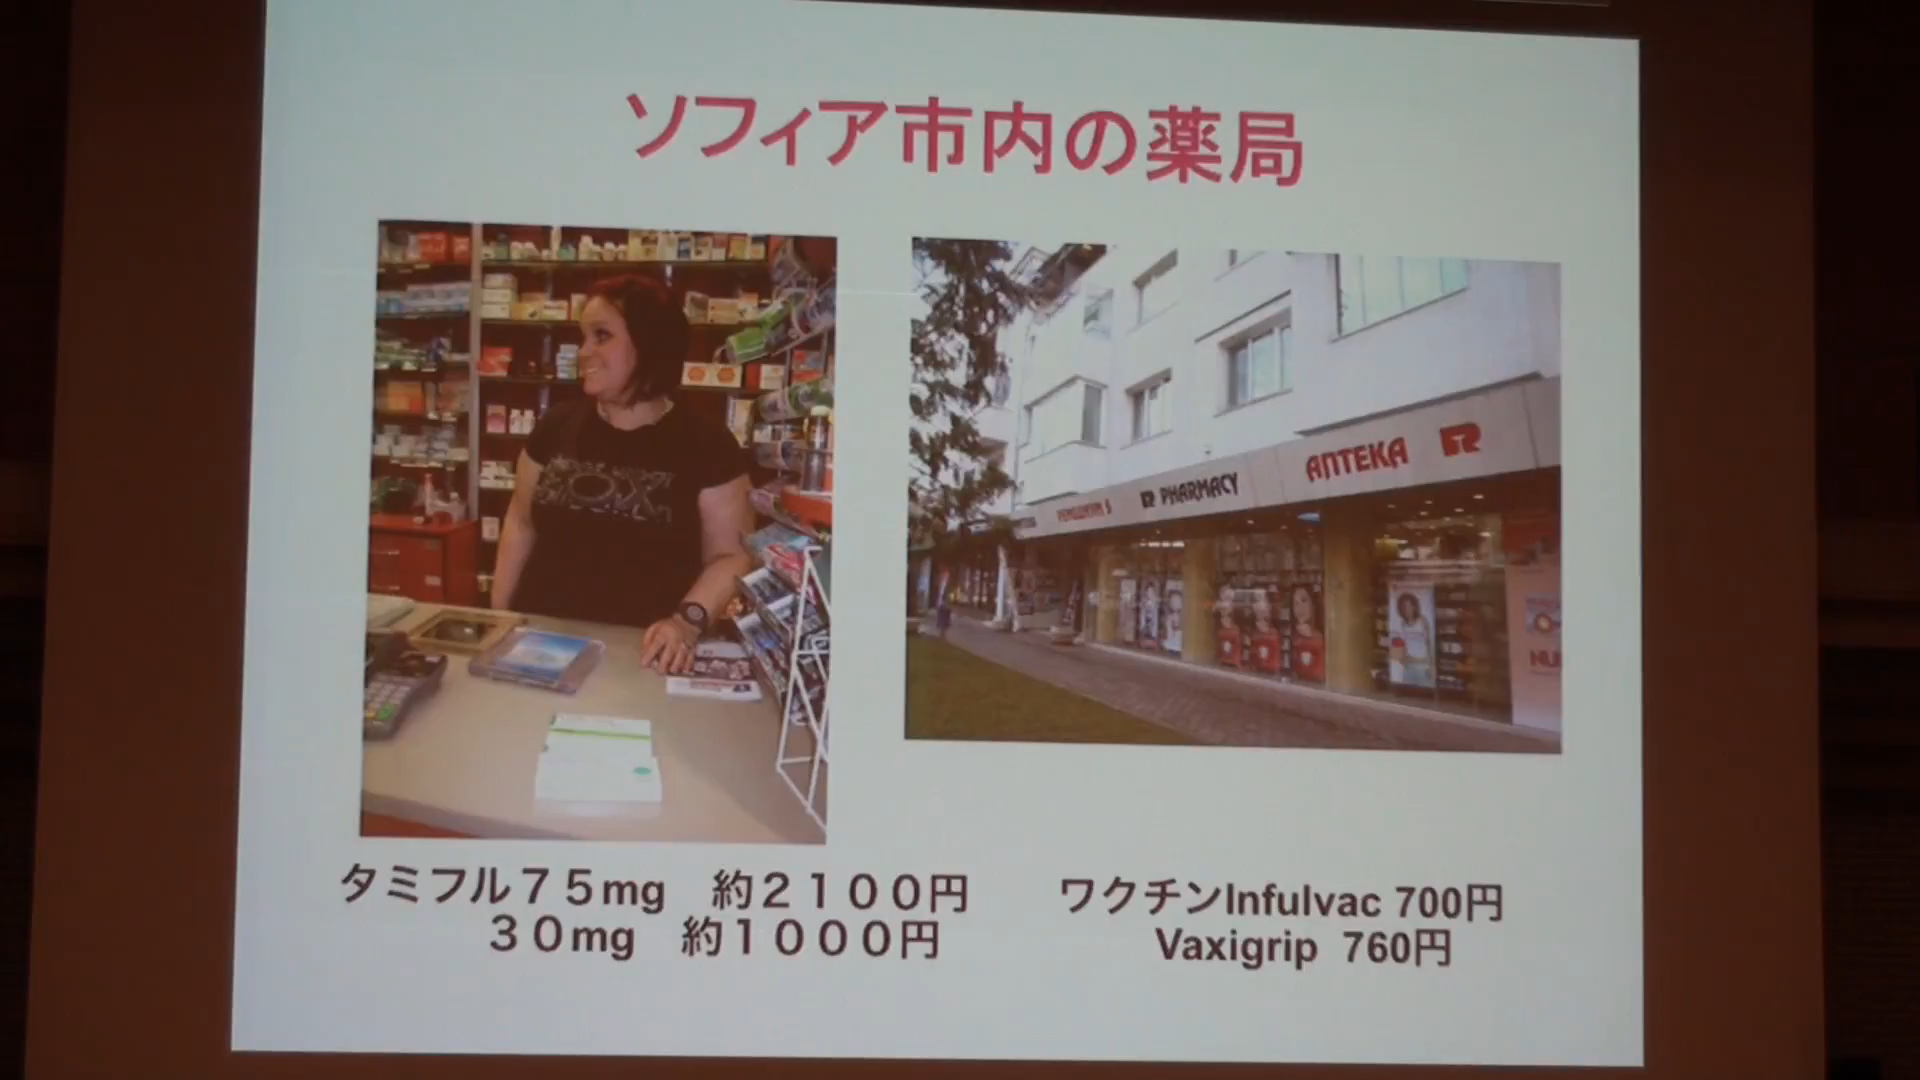 ソフィア市内の薬局
PHARMACY
АПТЕКА
タミフル７５mg　約２１００円
３０mg　約１０００円
ワクチンInfulvac 700円
Vaxigrip 760円